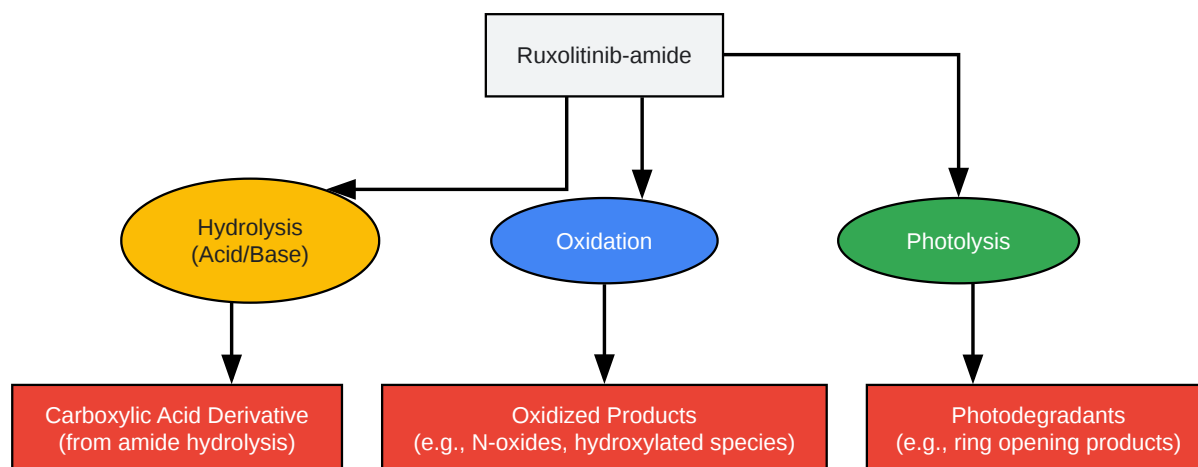 Ruxolitinib-amide
Hydrolysis
(Acid/Base)
Oxidation
Photolysis
Carboxylic Acid Derivative
(from amide hydrolysis)
Oxidized Products
(e.g., N-oxides, hydroxylated species)
Photodegradants
(e.g., ring opening products)